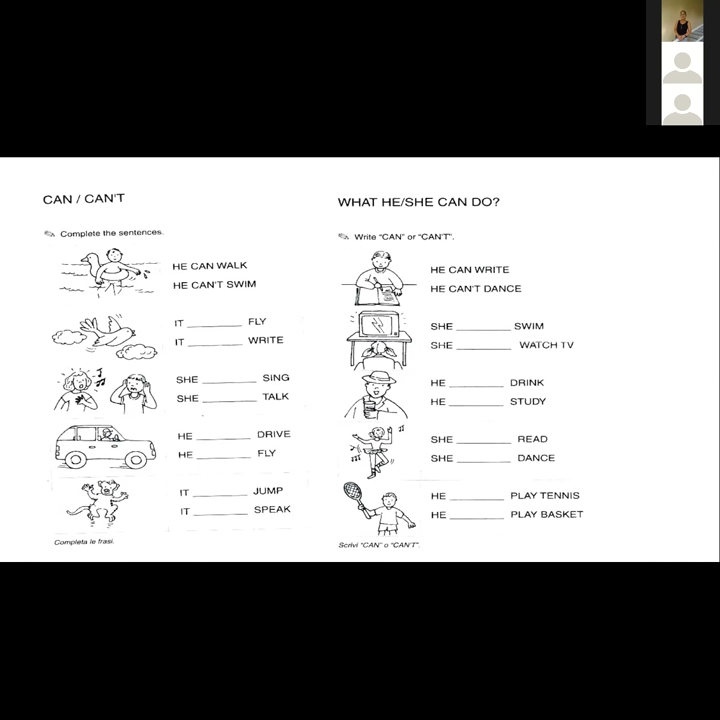 CAN / CAN'T
Complete the sentences.
HE CAN WALK
HE CAN'T SWIM
IT ________ FLY
IT ________ WRITE
SHE ________ SING
SHE ________ TALK
HE ________ DRIVE
HE ________ FLY
IT ________ JUMP
IT ________ SPEAK
Completa le frasi.
WHAT HE/SHE CAN DO?
Write "CAN" or "CAN'T".
HE CAN WRITE
HE CAN'T DANCE
SHE ________ SWIM
SHE ________ WATCH TV
HE ________ DRINK
HE ________ STUDY
SHE ________ READ
SHE ________ DANCE
HE ________ PLAY TENNIS
HE ________ PLAY BASKET
Scrivi "CAN" o "CAN'T".